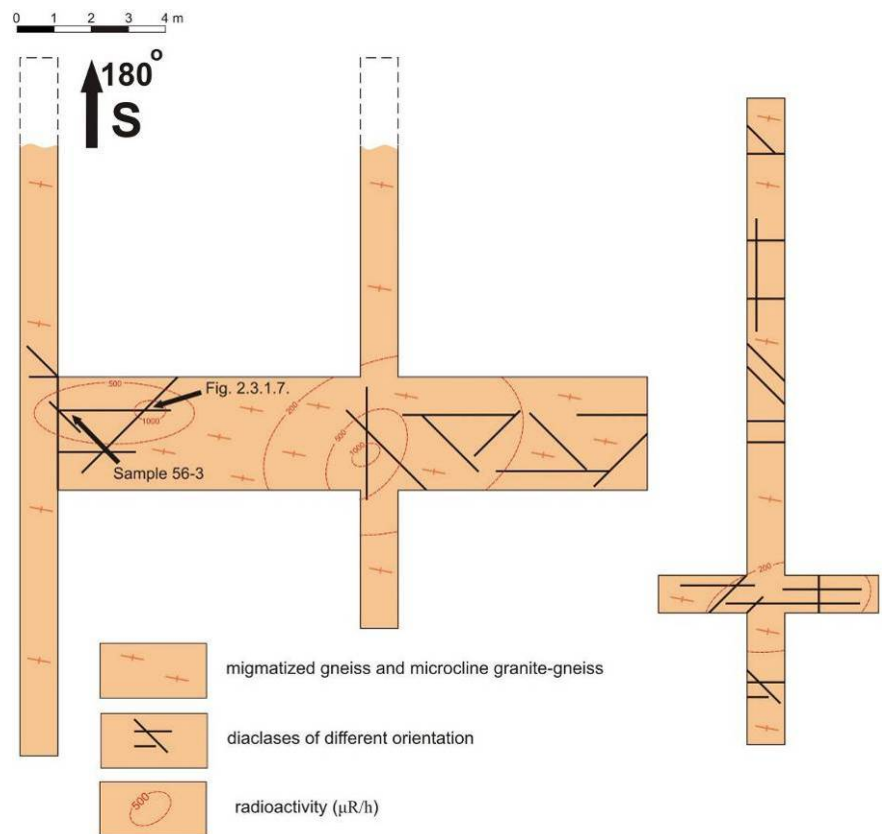 0 1 2 3 4 m
180°
S
500
1000
Fig. 2.3.1.7.
Sample 56-3
200
500
1000
200
migmatized gneiss and microcline granite-gneiss
diaclases of different orientation
500
radioactivity (μR/h)